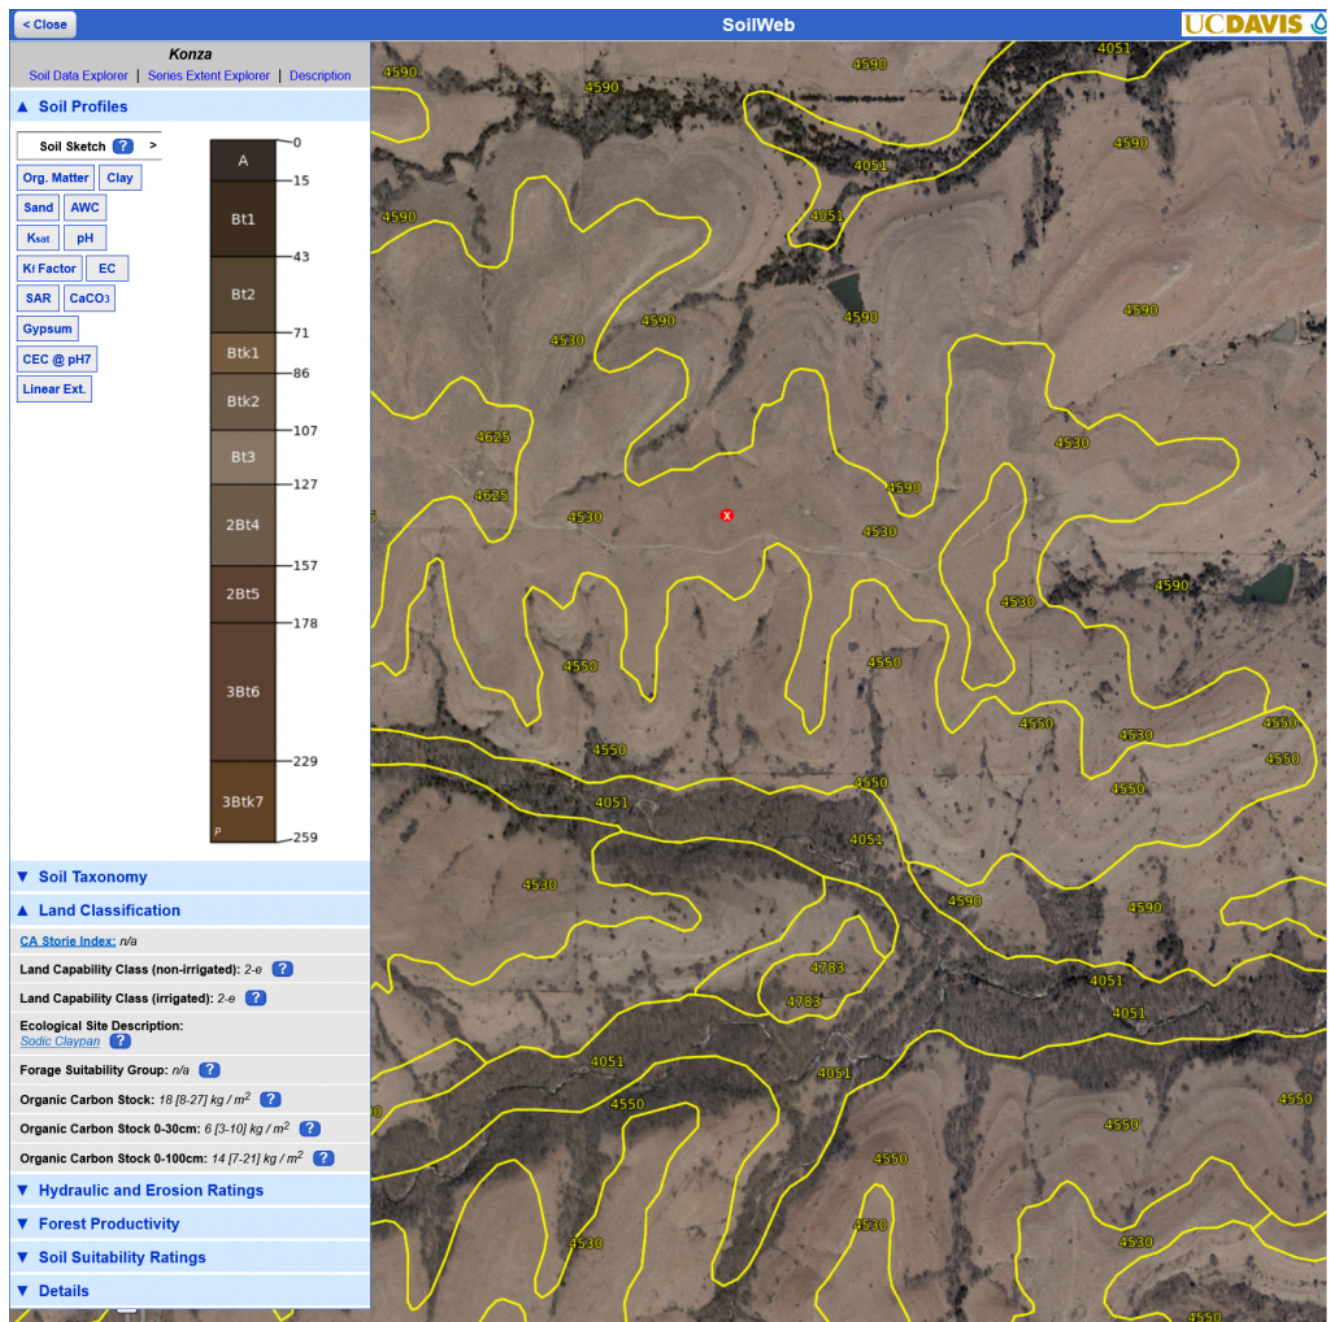 < Close
SoilWeb
UCDAVIS
Konza
Soil Data Explorer | Series Extent Explorer | Description
▲ Soil Profiles
Soil Sketch ? >
Org. Matter Clay
Sand AWC
Ksat pH
Kf Factor EC
SAR CaCO3
Gypsum
CEC @ pH7
Linear Ext.
0
A
15
Bt1
43
Bt2
71
Btk1
86
Btk2
107
Bt3
127
2Bt4
157
2Bt5
178
3Bt6
229
3Btk7
P
259
▼ Soil Taxonomy
▲ Land Classification
CA Storie Index: n/a
Land Capability Class (non-irrigated): 2-e ?
Land Capability Class (irrigated): 2-e ?
Ecological Site Description:
Sodic Claypan ?
Forage Suitability Group: n/a ?
Organic Carbon Stock: 18 [8-27] kg / m2 ?
Organic Carbon Stock 0-30cm: 6 [3-10] kg / m2 ?
Organic Carbon Stock 0-100cm: 14 [7-21] kg / m2 ?
▼ Hydraulic and Erosion Ratings
▼ Forest Productivity
▼ Soil Suitability Ratings
▼ Details
4051
4590
4590
4590
4590
4051
4590
4051
4590
4590
4590
4530
4625
4530
4590
4625
X
4530
4530
4590
4530
4550
4550
4550
4530
4550
4550
4550
4550
4550
4051
4051
4530
4590
4590
4783
4051
4783
4051
4051
4051
4550
4550
4550
4550
4530
4530
4530
4550